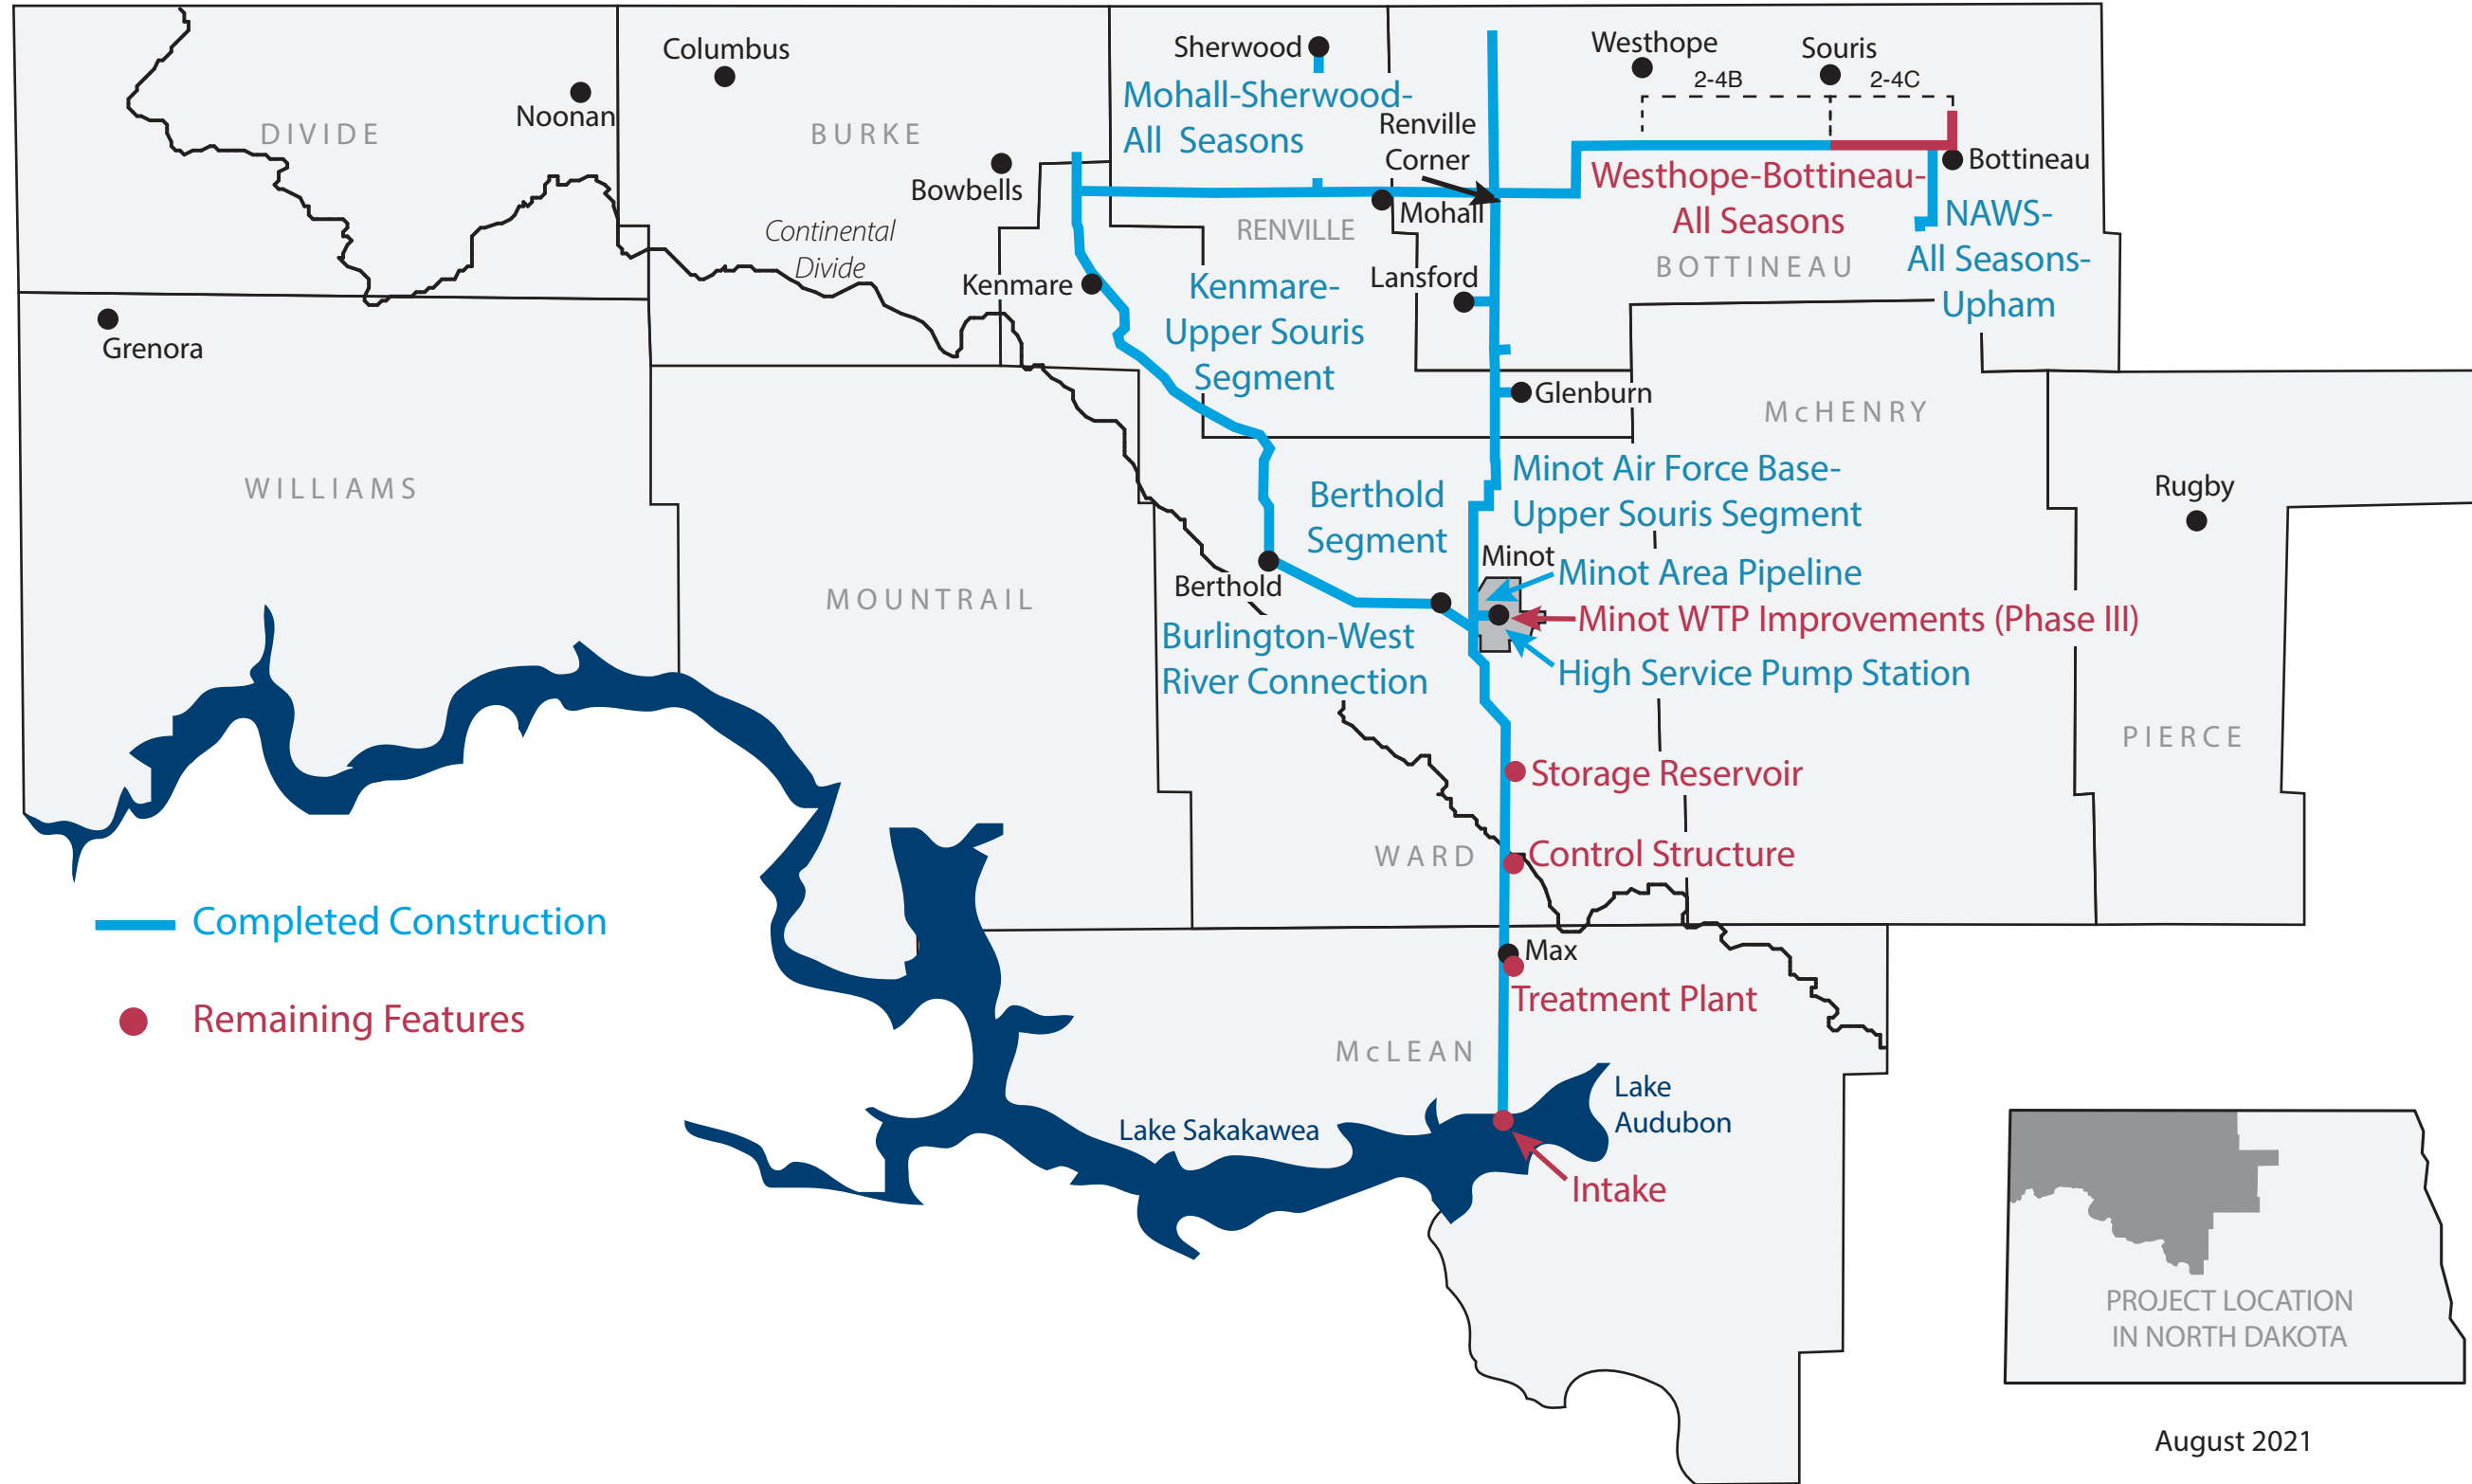 Columbus
Sherwood
Westhope
Souris
2-4B
2-4C
Noonan
DIVIDE
BURKE
Mohall-Sherwood-
All Seasons
Renville
Corner
Bottineau
Bowbells
Westhope-Bottineau-
All Seasons
Mohall
NAWS-
All Seasons-
Upham
Continental
Divide
RENVILLE
BOTTINEAU
Kenmare
Kenmare-
Upper Souris
Segment
Lansford
Grenora
Glenburn
McHENRY
WILLIAMS
Berthold
Segment
Minot Air Force Base-
Upper Souris Segment
Rugby
Minot
Minot Area Pipeline
Berthold
MOUNTRAIL
Minot WTP Improvements (Phase III)
Burlington-West
River Connection
High Service Pump Station
PIERCE
Storage Reservoir
WARD
Control Structure
Completed Construction
Max
Treatment Plant
Remaining Features
McLEAN
Lake
Audubon
Lake Sakakawea
Intake
PROJECT LOCATION
IN NORTH DAKOTA
August 2021